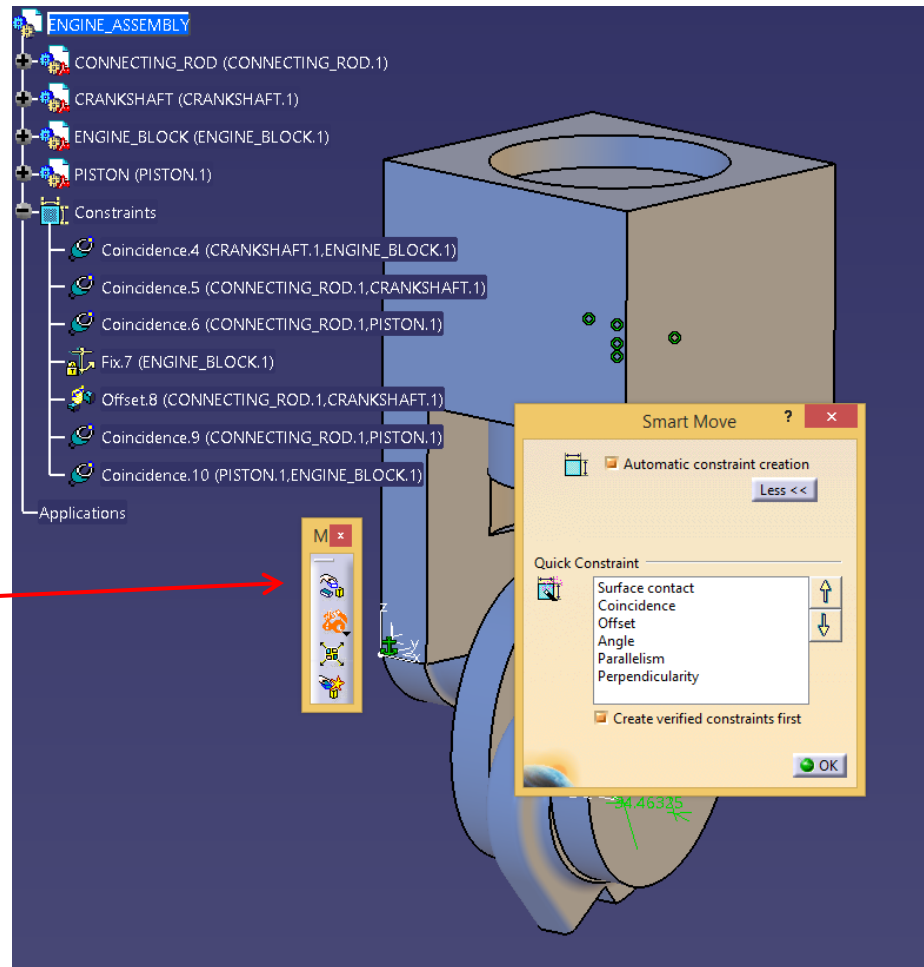 ENGINE_ASSEMBLY
CONNECTING_ROD (CONNECTING_ROD.1)
CRANKSHAFT (CRANKSHAFT.1)
ENGINE_BLOCK (ENGINE_BLOCK.1)
PISTON (PISTON.1)
Constraints
Coincidence.4 (CRANKSHAFT.1,ENGINE_BLOCK.1)
Coincidence.5 (CONNECTING_ROD.1,CRANKSHAFT.1)
Coincidence.6 (CONNECTING_ROD.1,PISTON.1)
Fix.7 (ENGINE_BLOCK.1)
Offset.8 (CONNECTING_ROD.1,CRANKSHAFT.1)
Coincidence.9 (CONNECTING_ROD.1,PISTON.1)
Coincidence.10 (PISTON.1,ENGINE_BLOCK.1)
Applications
M x
z
y
x
Smart Move ? x
Automatic constraint creation
Less <<
Quick Constraint
Surface contact
Coincidence
Offset
Angle
Parallelism
Perpendicularity
Create verified constraints first
OK